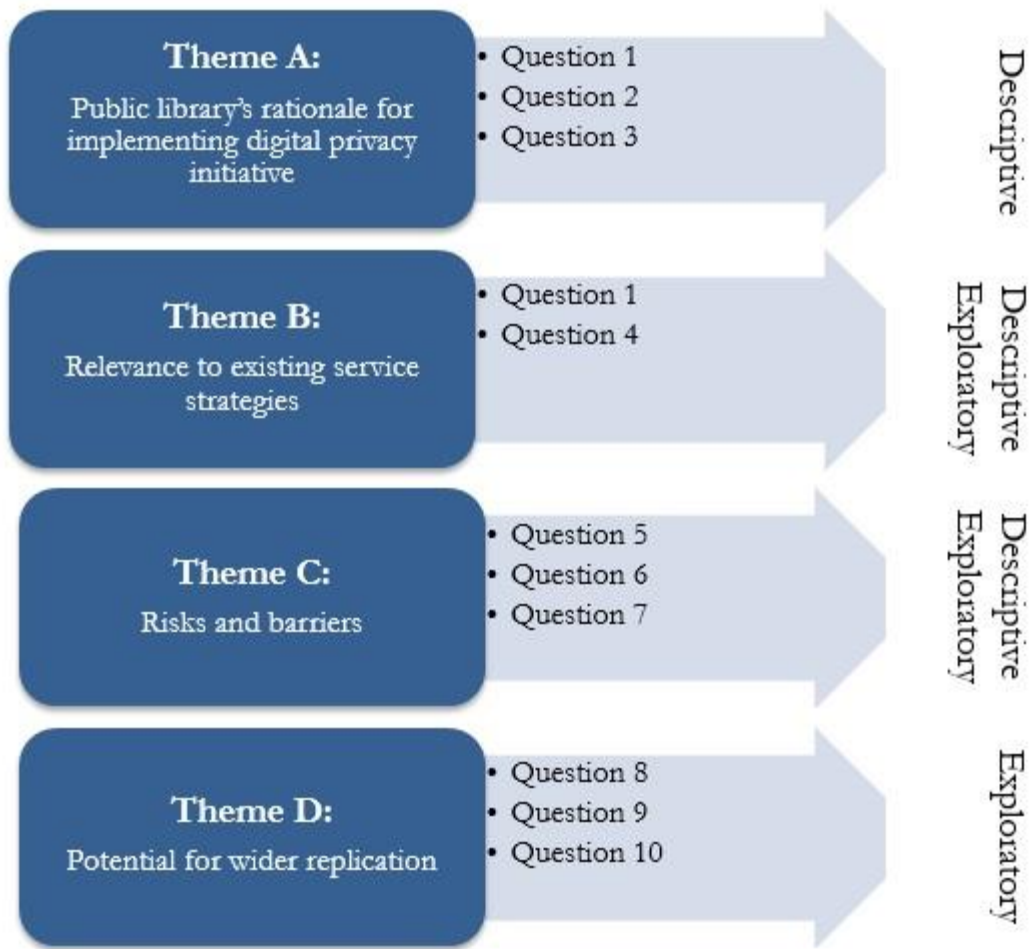 Theme A:
Public library's rationale for
implementing digital privacy
initiative
• Question 1
• Question 2
• Question 3
Descriptive
Theme B:
Relevance to existing service
strategies
• Question 1
• Question 4
Descriptive
Exploratory
Theme C:
Risks and barriers
• Question 5
• Question 6
• Question 7
Descriptive
Exploratory
Theme D:
Potential for wider replication
• Question 8
• Question 9
• Question 10
Exploratory